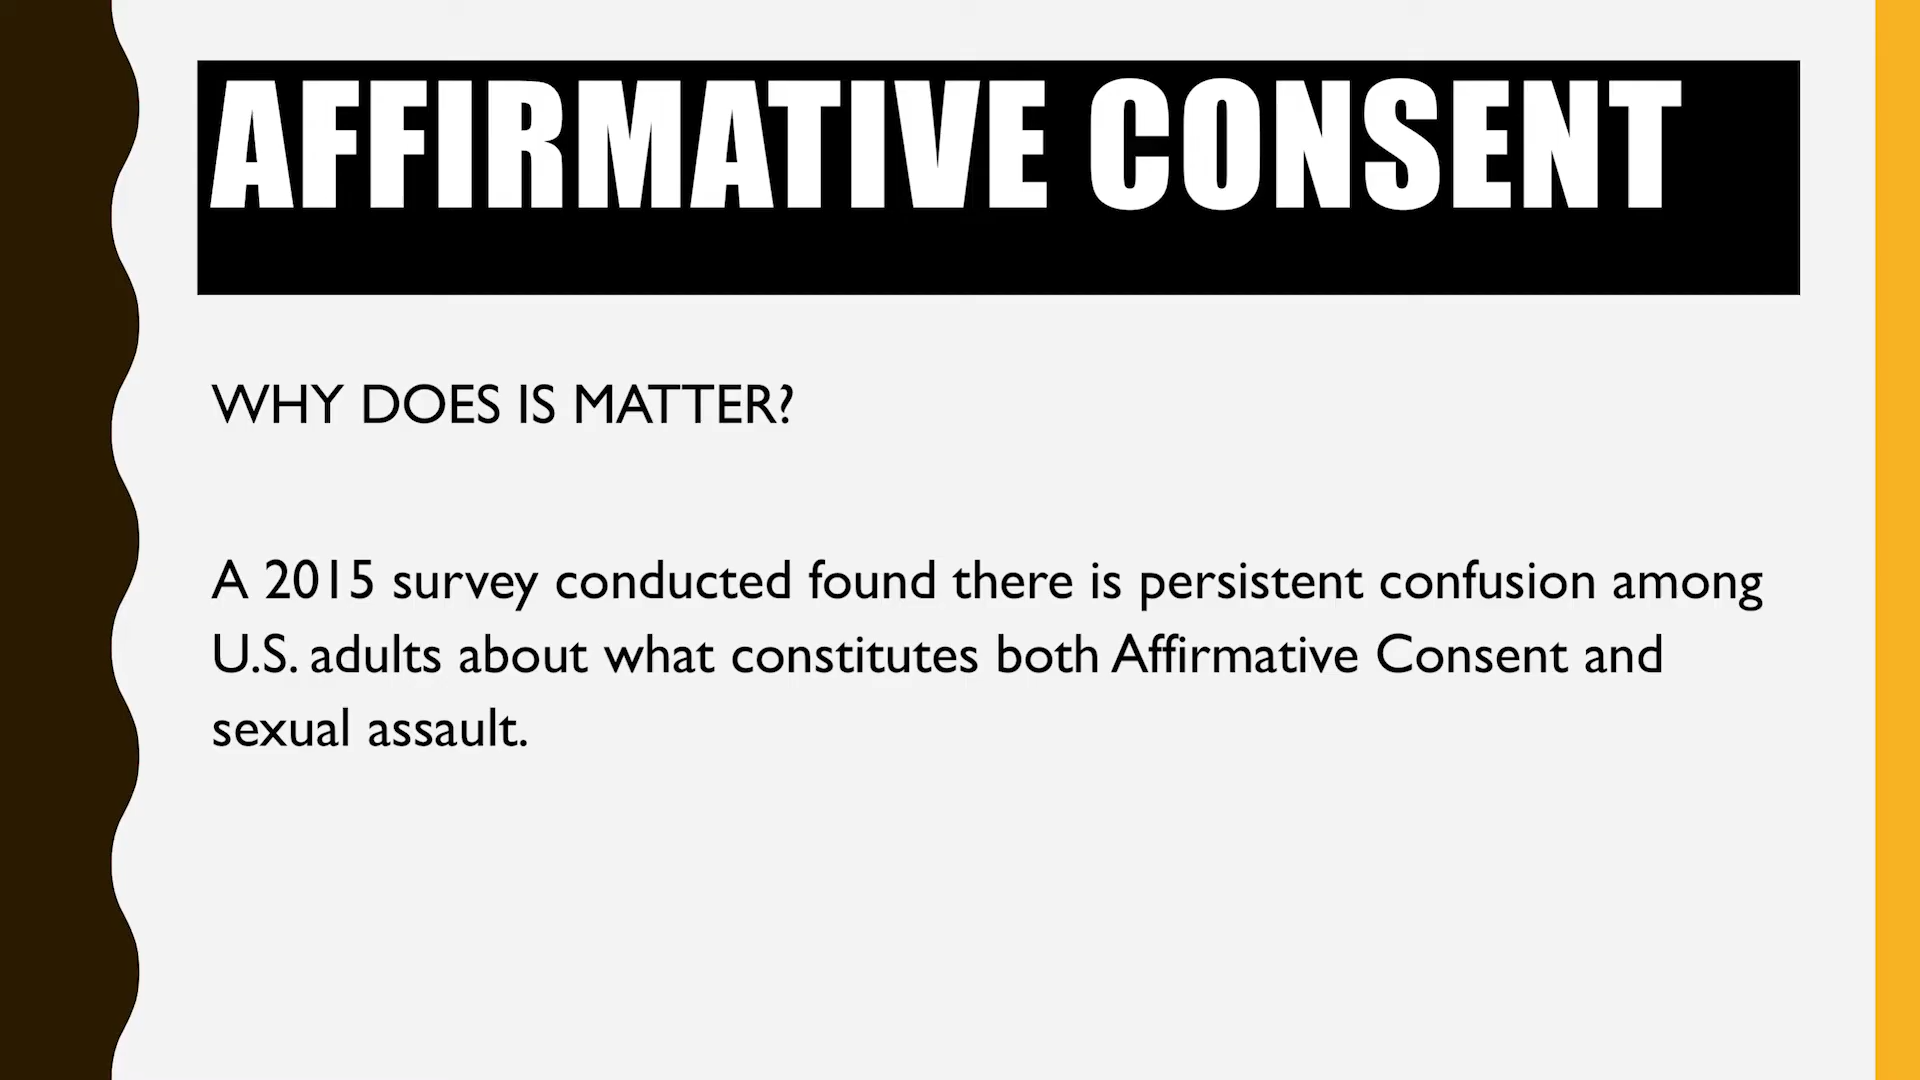 AFFIRMATIVE CONSENT
WHY DOES IS MATTER?
A 2015 survey conducted found there is persistent confusion among
U.S. adults about what constitutes both Affirmative Consent and
sexual assault.